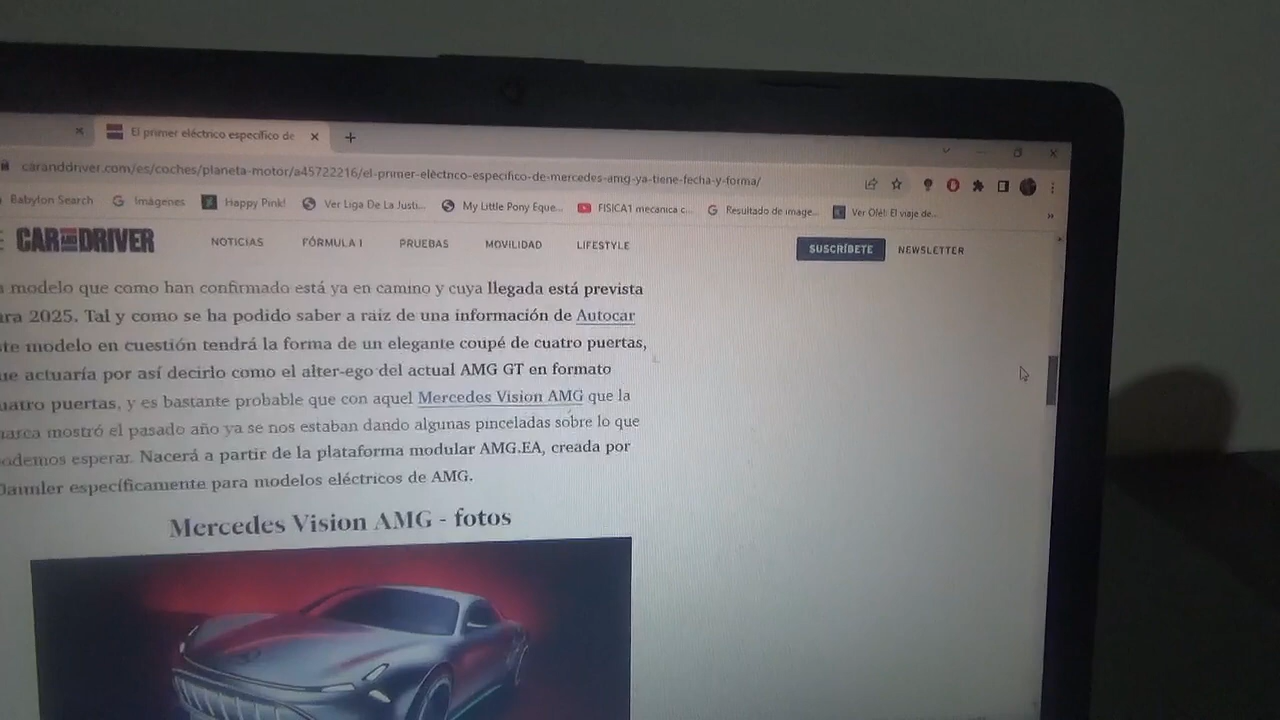 El primer eléctrico específico de
caranddriver.com/es/coches/planeta-motor/a45722216/el-primer-electrico-especifico-de-mercedes-amg-ya-tiene-fecha-y-forma/
Babylon Search Imágenes Happy Pink! Ver Liga De La Justi... My Little Pony Eque... FISICA1 mecanica c... Resultado de image... Ver Olé!: El viaje de...
CAR AND DRIVER NOTICIAS FÓRMULA 1 PRUEBAS MOVILIDAD LIFESTYLE SUSCRÍBETE NEWSLETTER
modelo que como han confirmado está ya en camino y cuya llegada está prevista
2025. Tal y como se ha podido saber a raiz de una información de Autocar
modelo en cuestión tendrá la forma de un elegante coupé de cuatro puertas,
actuaría por así decirlo como el alter-ego del actual AMG GT en formato
puertas, y es bastante probable que con aquel Mercedes Vision AMG que la
mostró el pasado año ya se nos estaban dando algunas pinceladas sobre lo que
esperar. Nacerá a partir de la plataforma modular AMG.EA, creada por
Daimler específicamente para modelos eléctricos de AMG.
Mercedes Vision AMG - fotos